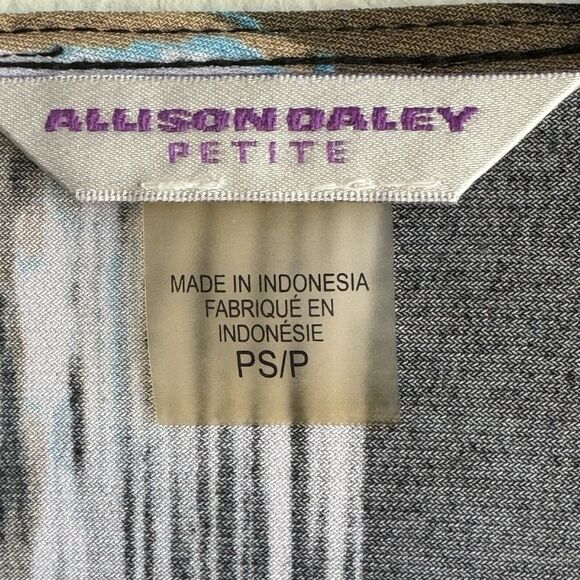 ALLISON DALEY
PETITE
MADE IN INDONESIA
FABRIQUÉ EN
INDONÉSIE
PS/P